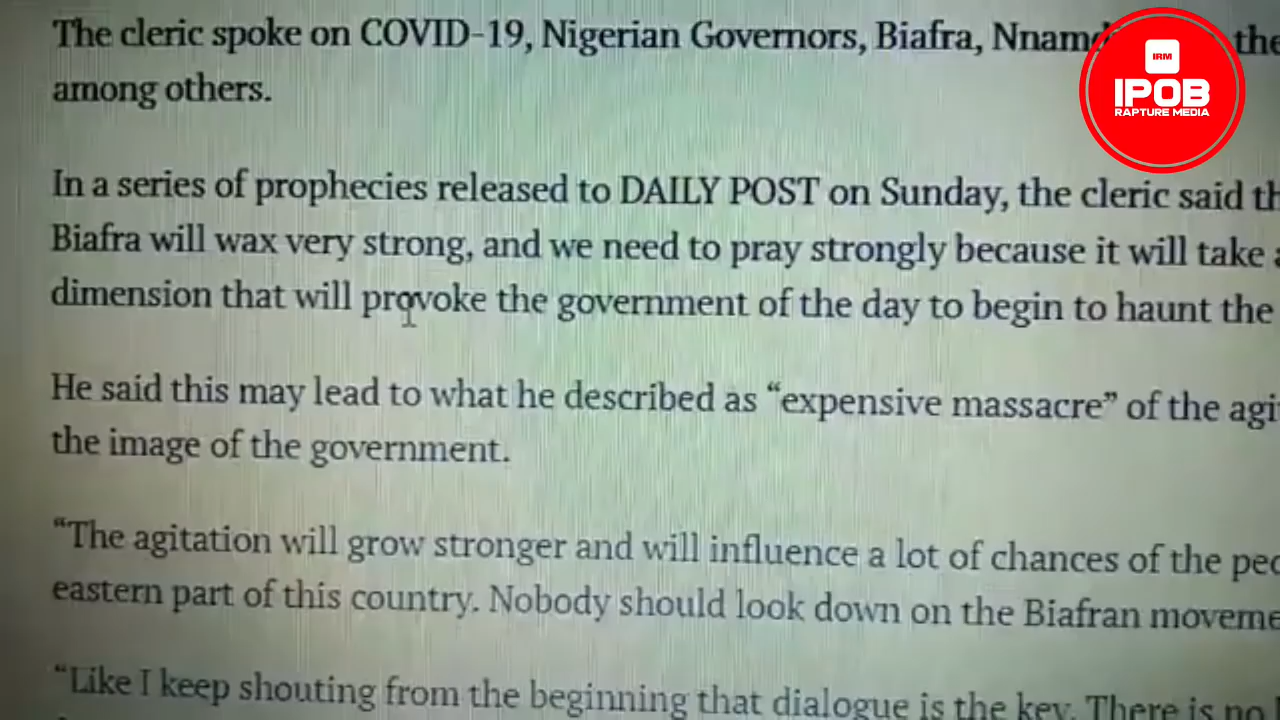 The cleric spoke on COVID-19, Nigerian Governors, Biafra, the
among others.
In a series of prophecies released to DAILY POST on Sunday, the cleric said
Biafra will wax very strong, and we need to pray strongly because it will take
dimension that will provoke the government of the day to begin to haunt the
He said this may lead to what he described as “expensive massacre” of the
the image of the government.
“The agitation will grow stronger and will influence a lot of chances of the
eastern part of this country. Nobody should look down on the Biafran
“Like I keep shouting from the beginning that dialogue is the key. There is no
IRM
IPOB
RAPTURE MEDIA